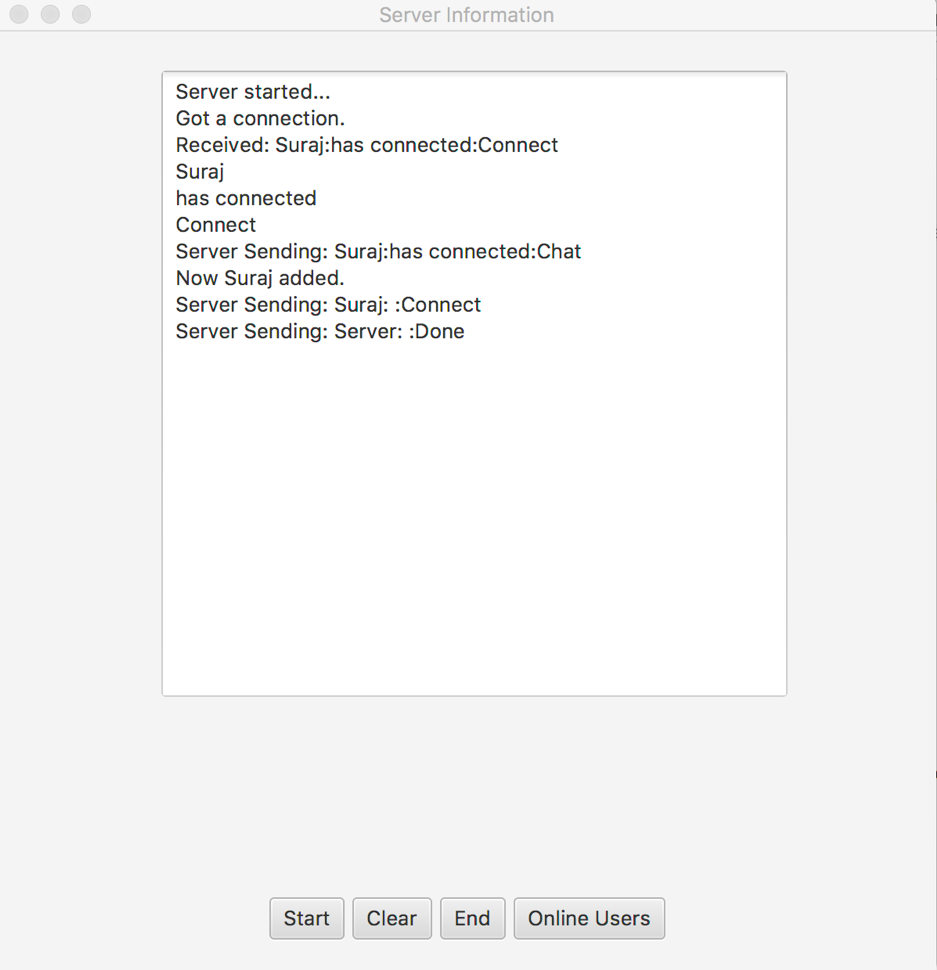 Server Information
Server started...
Got a connection.
Received: Suraj:has connected:Connect
Suraj
has connected
Connect
Server Sending: Suraj:has connected:Chat
Now Suraj added.
Server Sending: Suraj: :Connect
Server Sending: Server: :Done
Start Clear End Online Users